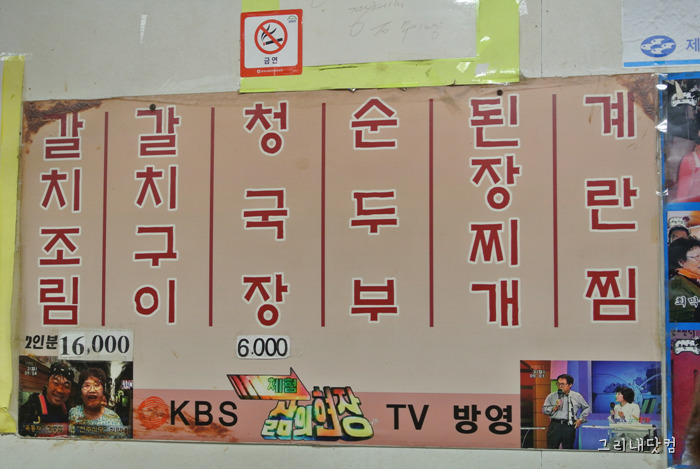 금연
제
갈치조림
갈치구이
청국장
순두부
된장찌개
계란찜
2인분 16,000
6.000
KBS 체험 삶의현장 TV 방영
그리내닷컴